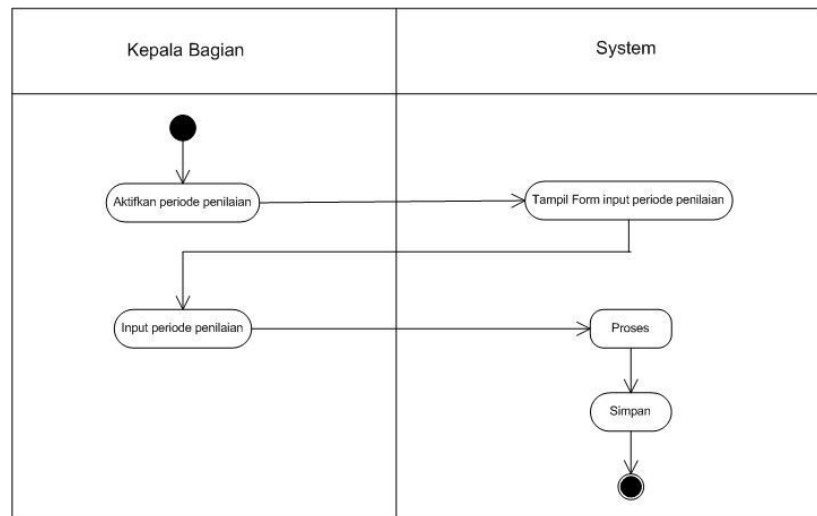 Kepala Bagian
System
Aktifkan periode penilaian
Tampil Form input periode penilaian
Input periode penilaian
Proses
Simpan